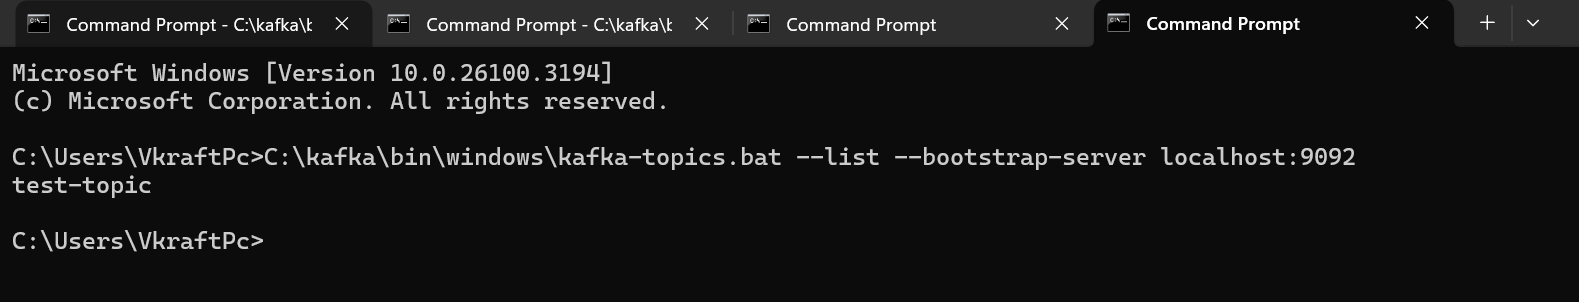 Command Prompt - C:\kafka\b
Command Prompt - C:\kafka\b
Command Prompt
Command Prompt
Microsoft Windows [Version 10.0.26100.3194]
(c) Microsoft Corporation. All rights reserved.
C:\Users\VkraftPc>C:\kafka\bin\windows\kafka-topics.bat --list --bootstrap-server localhost:9092
test-topic
C:\Users\VkraftPc>